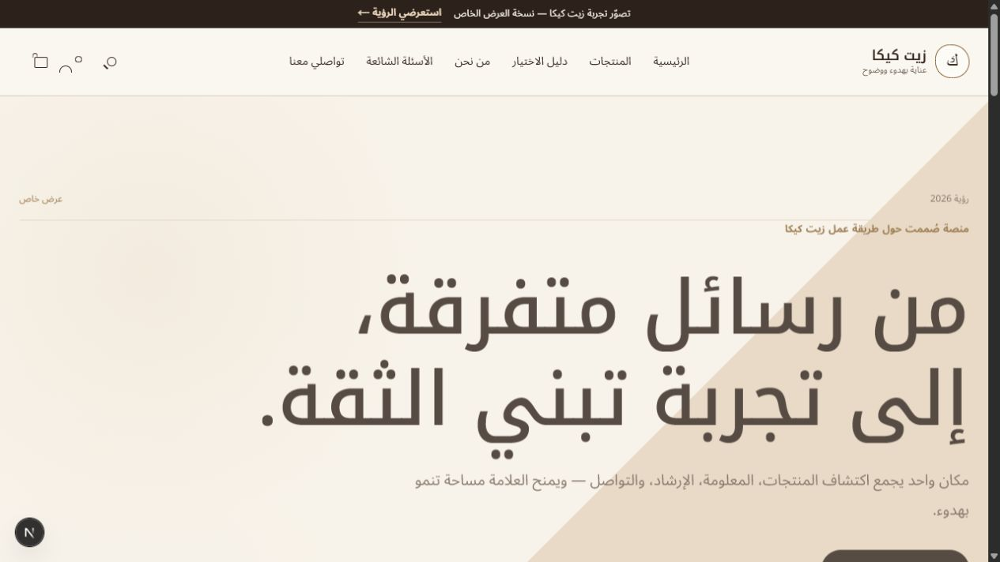 تصوّر تجربة زيت كيكا — نسخة العرض الخاص
استعرضي الرؤية ←
ك
زيت كيكا
عناية بهدوء ووضوح
الرئيسية
المنتجات
دليل الاختيار
من نحن
الأسئلة الشائعة
تواصلي معنا
رؤية 2026
عرض خاص
منصة صُممت حول طريقة عمل زيت كيكا
من رسائل متفرقة،
إلى تجربة تبني الثقة.
مكان واحد يجمع اكتشاف المنتجات، المعلومة، الإرشاد، والتواصل — ويمنح العلامة مساحة تنمو
بهدوء.
N